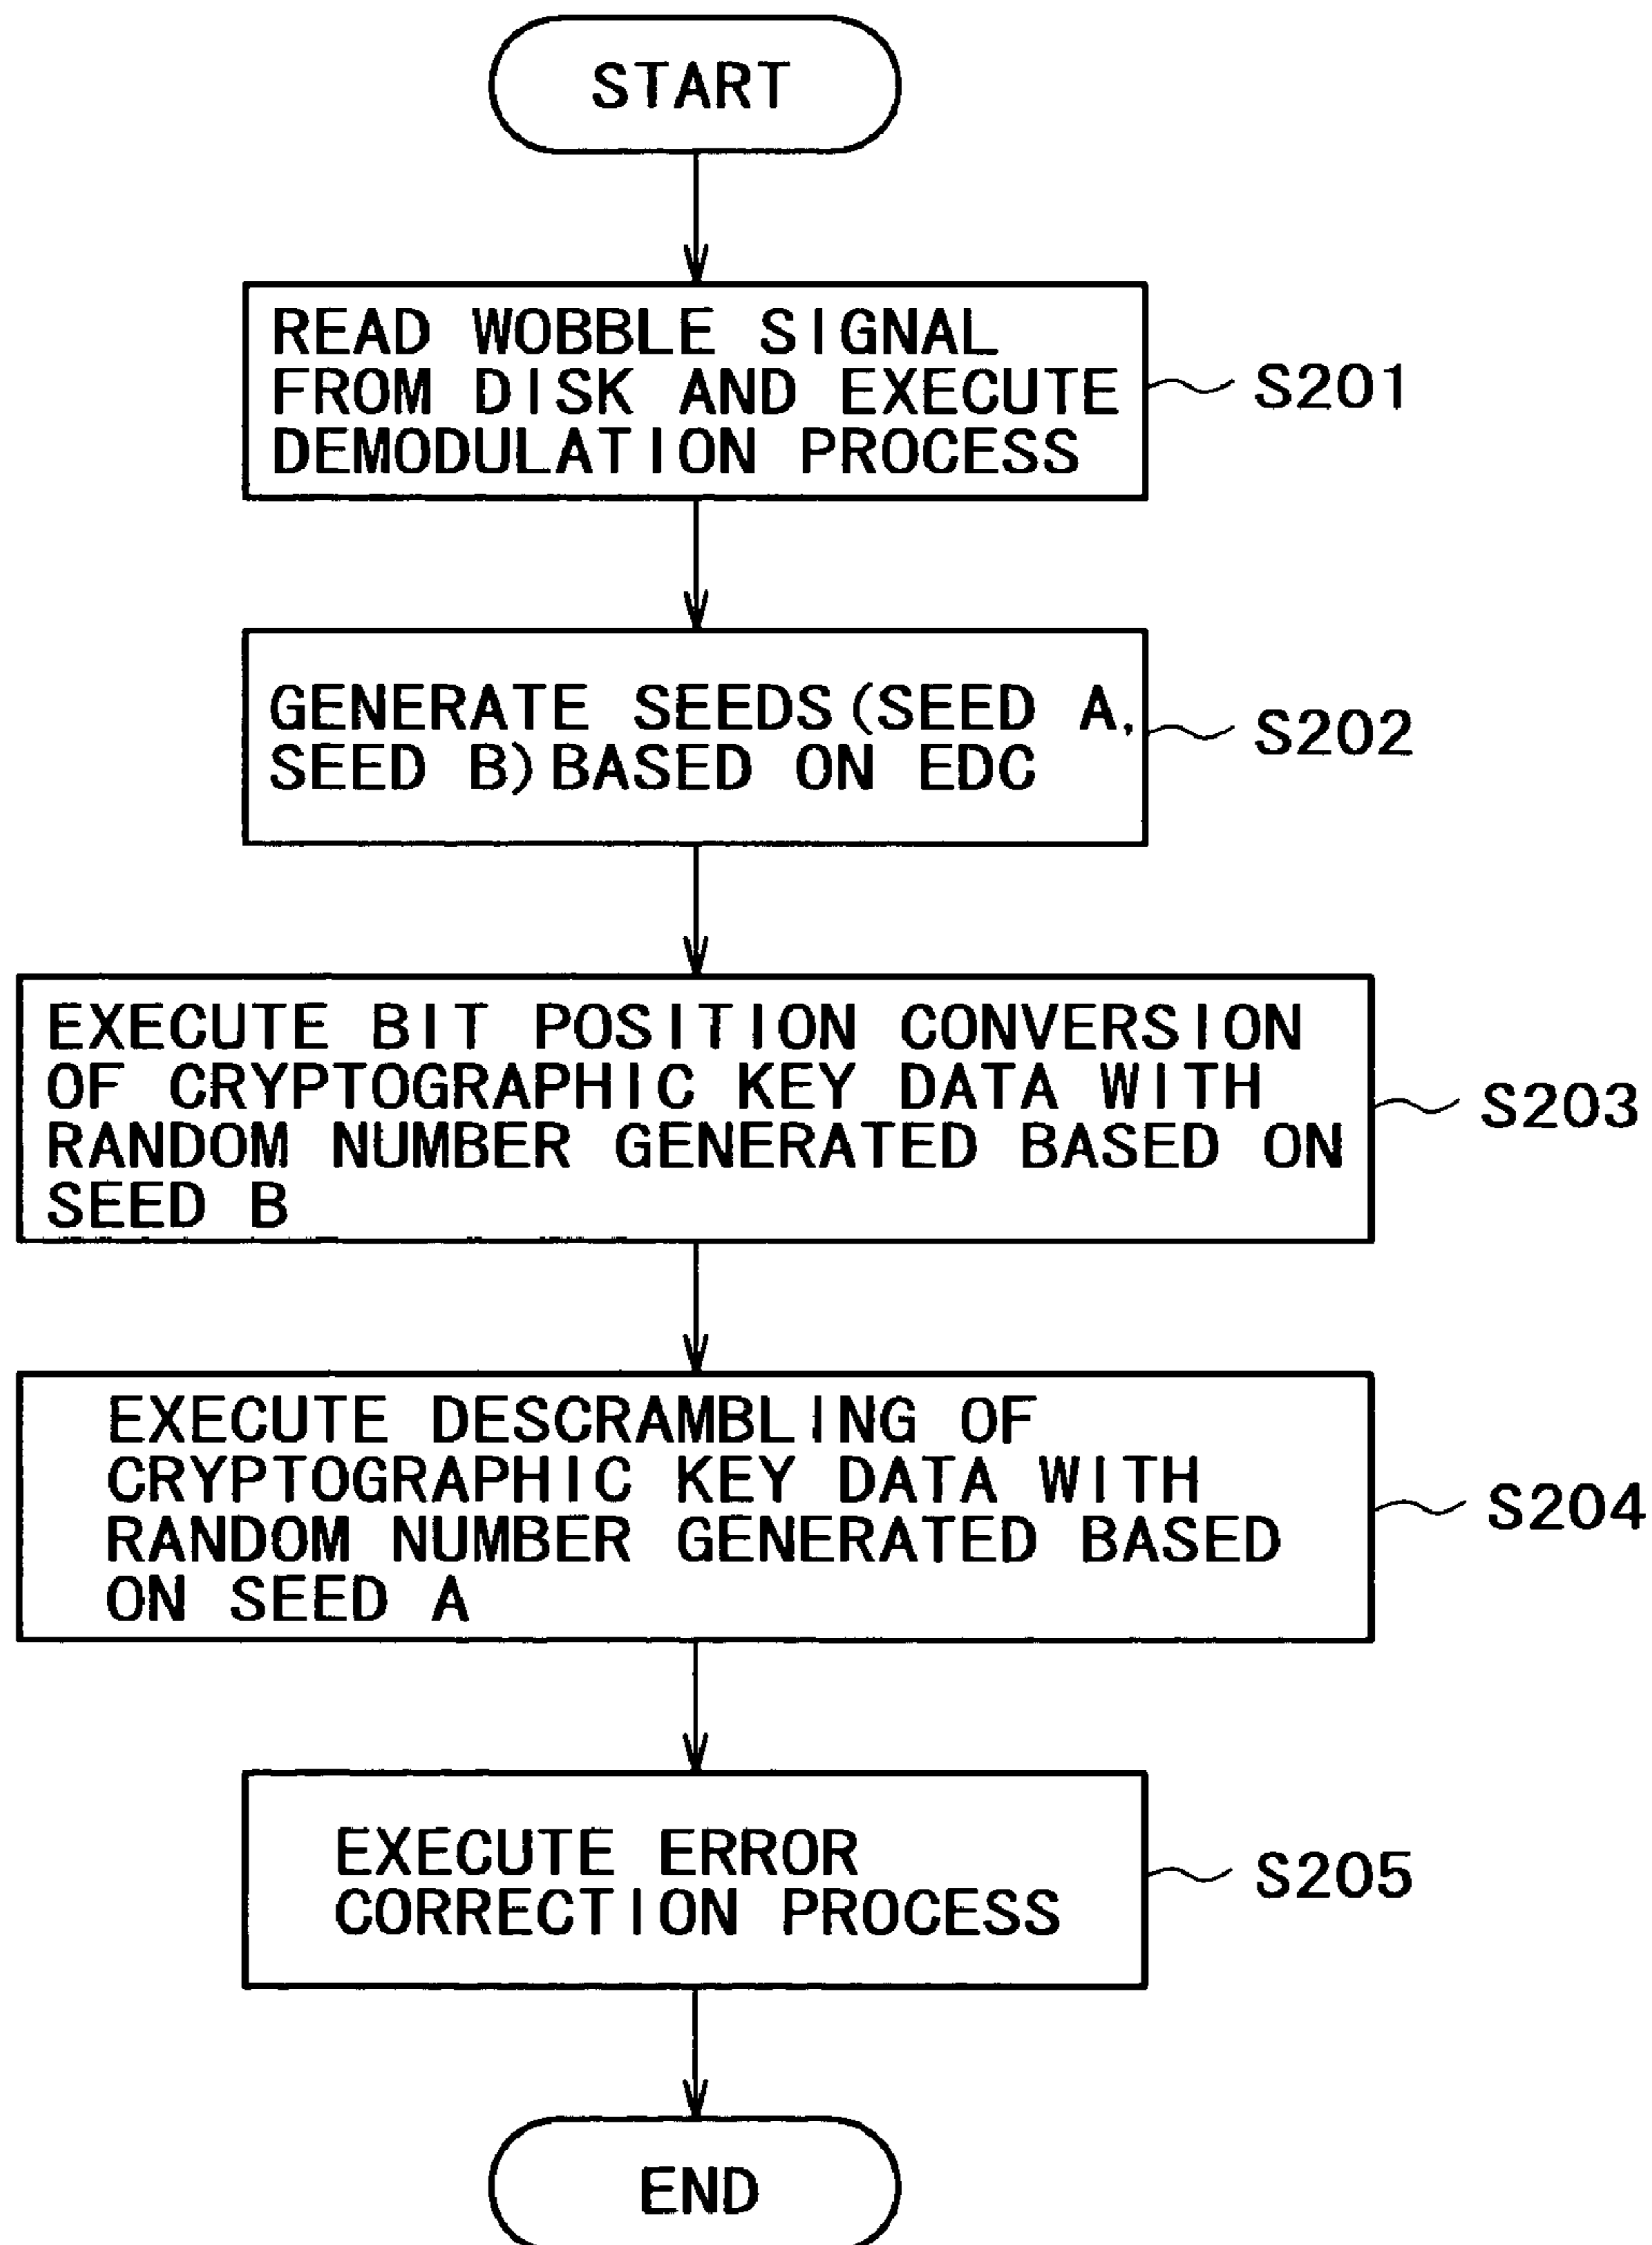 START
READ WOBBLE SIGNAL
FROM DISK AND EXECUTE
DEMODULATION PROCESS
S201
GENERATE SEEDS(SEED A,
SEED B)BASED ON EDC
S202
EXECUTE BIT POSITION CONVERSION
OF CRYPTOGRAPHIC KEY DATA WITH
RANDOM NUMBER GENERATED BASED ON
SEED B
S203
EXECUTE DESCRAMBLING OF
CRYPTOGRAPHIC KEY DATA WITH
RANDOM NUMBER GENERATED BASED
ON SEED A
S204
EXECUTE ERROR
CORRECTION PROCESS
S205
END